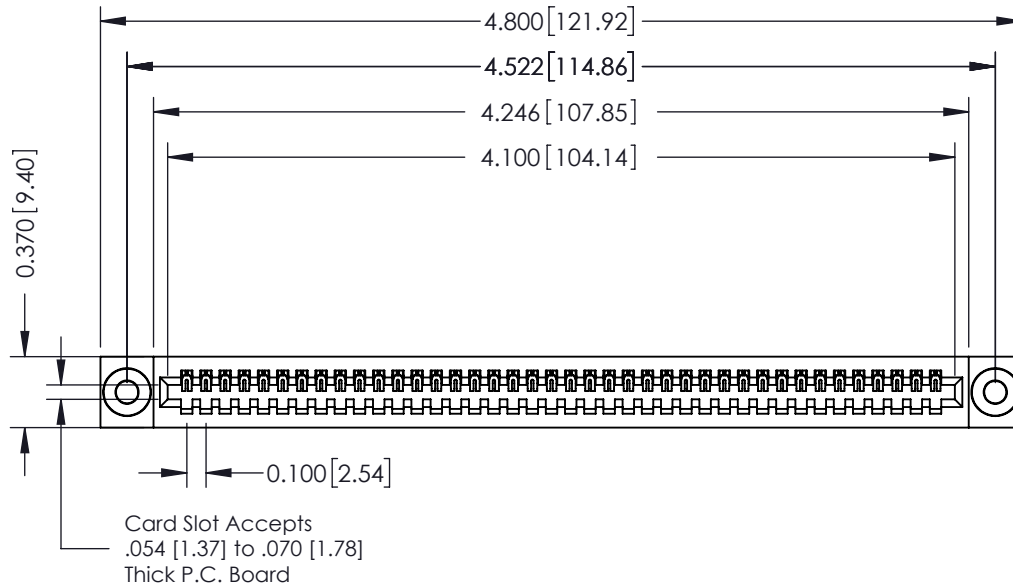 4.800 [121.92]
4.522 [114.86]
4.246 [107.85]
4.100 [104.14]
0.370 [9.40]
0.100 [2.54]
Card Slot Accepts
.054 [1.37] to .070 [1.78]
Thick P.C. Board